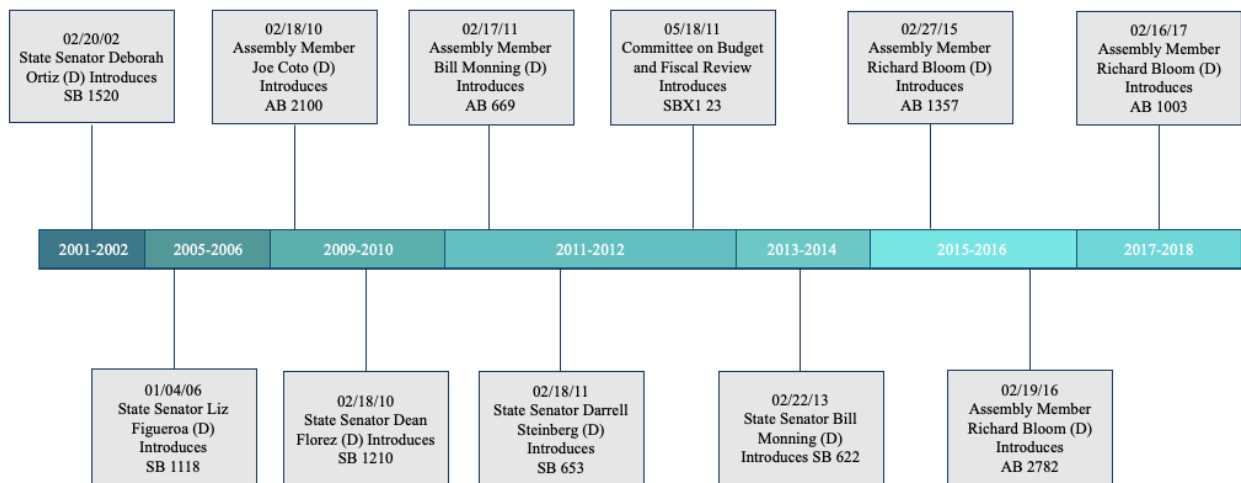 02/20/02
State Senator Deborah
Ortiz (D) Introduces
SB 1520
02/18/10
Assembly Member
Joe Coto (D)
Introduces
AB 2100
02/17/11
Assembly Member
Bill Monning (D)
Introduces
AB 669
05/18/11
Committee on Budget
and Fiscal Review
Introduces
SBX1 23
02/27/15
Assembly Member
Richard Bloom (D)
Introduces
AB 1357
02/16/17
Assembly Member
Richard Bloom (D)
Introduces
AB 1003
2001-2002
2005-2006
2009-2010
2011-2012
2013-2014
2015-2016
2017-2018
01/04/06
State Senator Liz
Figueroa (D)
Introduces
SB 1118
02/18/10
State Senator Dean
Florez (D) Introduces
SB 1210
02/18/11
State Senator Darrell
Steinberg (D)
Introduces
SB 653
02/22/13
State Senator Bill
Monning (D)
Introduces SB 622
02/19/16
Assembly Member
Richard Bloom (D)
Introduces
AB 2782